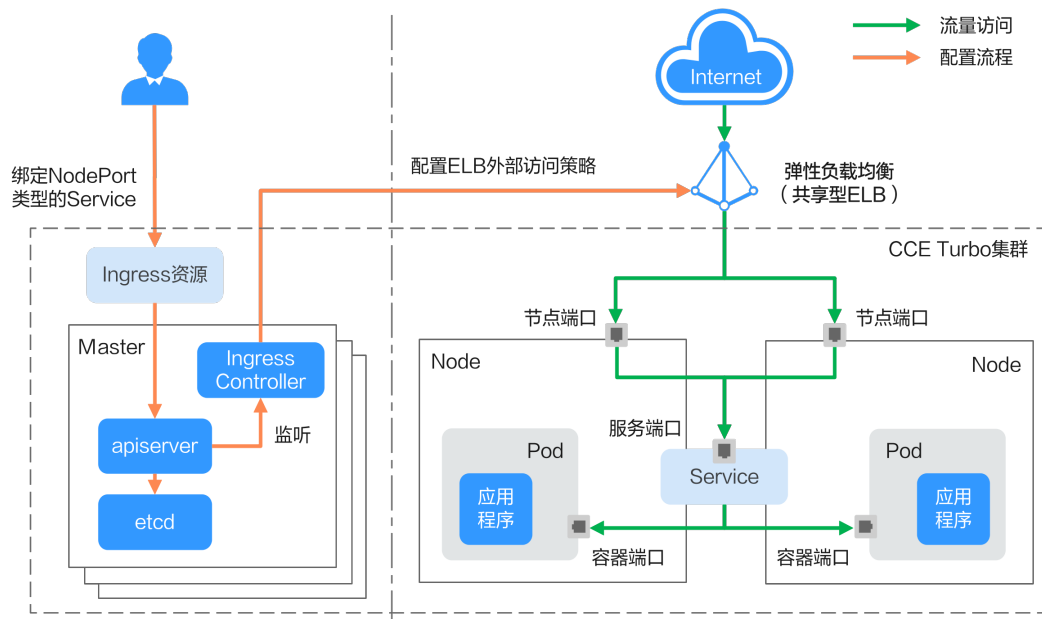 流量访问
配置流程
Internet
绑定NodePort
类型的Service
配置ELB外部访问策略
弹性负载均衡
（共享型ELB）
CCE Turbo集群
Ingress资源
节点端口
节点端口
Master
Ingress
Controller
Node
Node
监听
apiserver
服务端口
Pod
Service
Pod
应用
程序
应用
程序
etcd
容器端口
容器端口